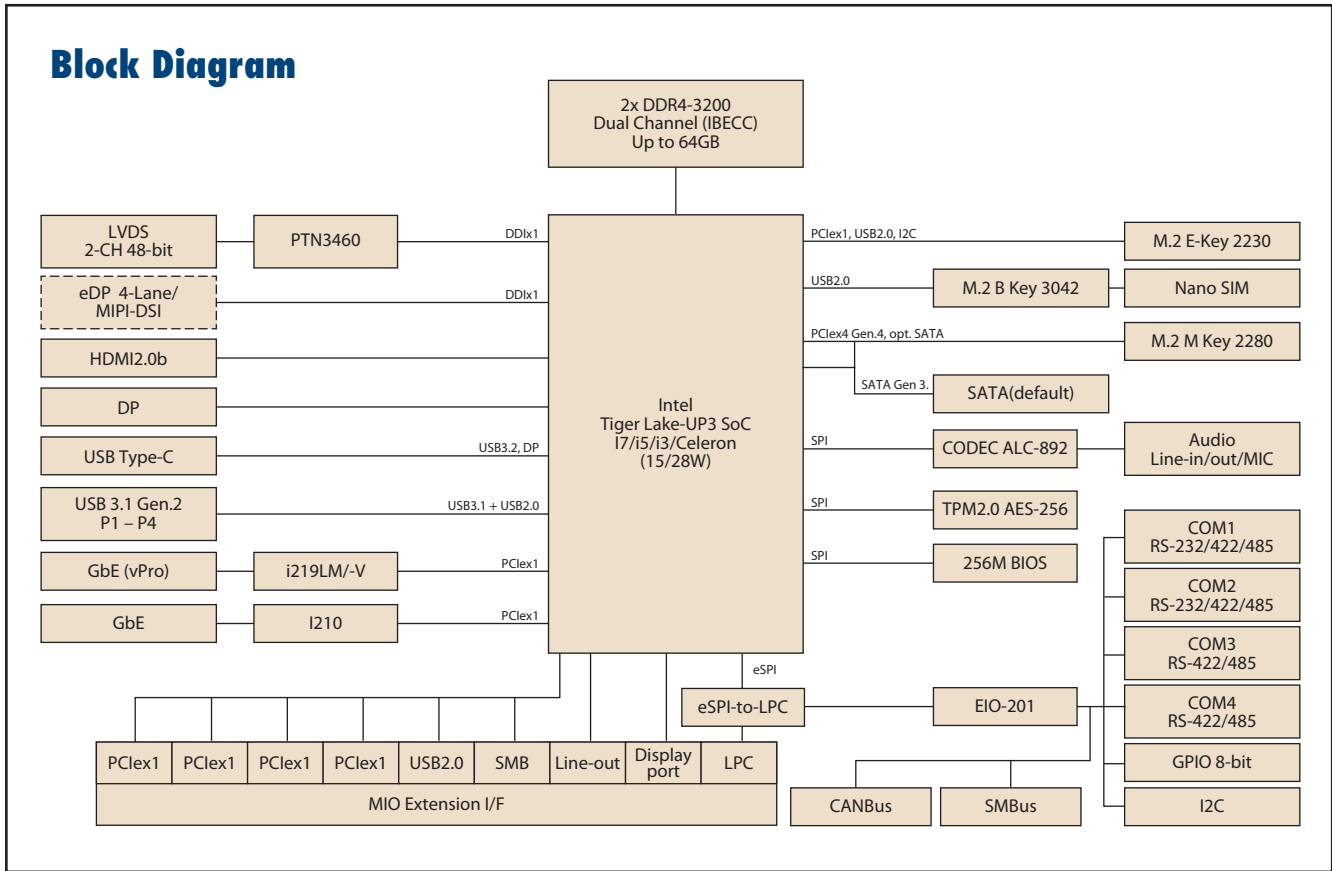 Block Diagram
2x DDR4-3200
Dual Channel (IBECC)
Up to 64GB
LVDS
2-CH 48-bit
PTN3460
DDIx1
eDP 4-Lane/
MIPI-DSI
DDIx1
HDMI2.0b
DP
USB Type-C
USB3.2, DP
USB 3.1 Gen.2
P1 – P4
USB3.1 + USB2.0
GbE (vPro)
i219LM/-V
PCIex1
GbE
I210
PCIex1
Intel
Tiger Lake-UP3 SoC
I7/i5/i3/Celeron
(15/28W)
PCIex1, USB2.0, I2C
M.2 E-Key 2230
USB2.0
M.2 B Key 3042
Nano SIM
PCIex4 Gen.4, opt. SATA
M.2 M Key 2280
SATA Gen 3.
SATA(default)
SPI
CODEC ALC-892
Audio
Line-in/out/MIC
SPI
TPM2.0 AES-256
SPI
256M BIOS
COM1
RS-232/422/485
COM2
RS-232/422/485
COM3
RS-422/485
COM4
RS-422/485
GPIO 8-bit
I2C
eSPI
eSPI-to-LPC
EIO-201
CANBus
SMBus
PCIex1
PCIex1
PCIex1
PCIex1
USB2.0
SMB
Line-out
Display
port
LPC
MIO Extension I/F